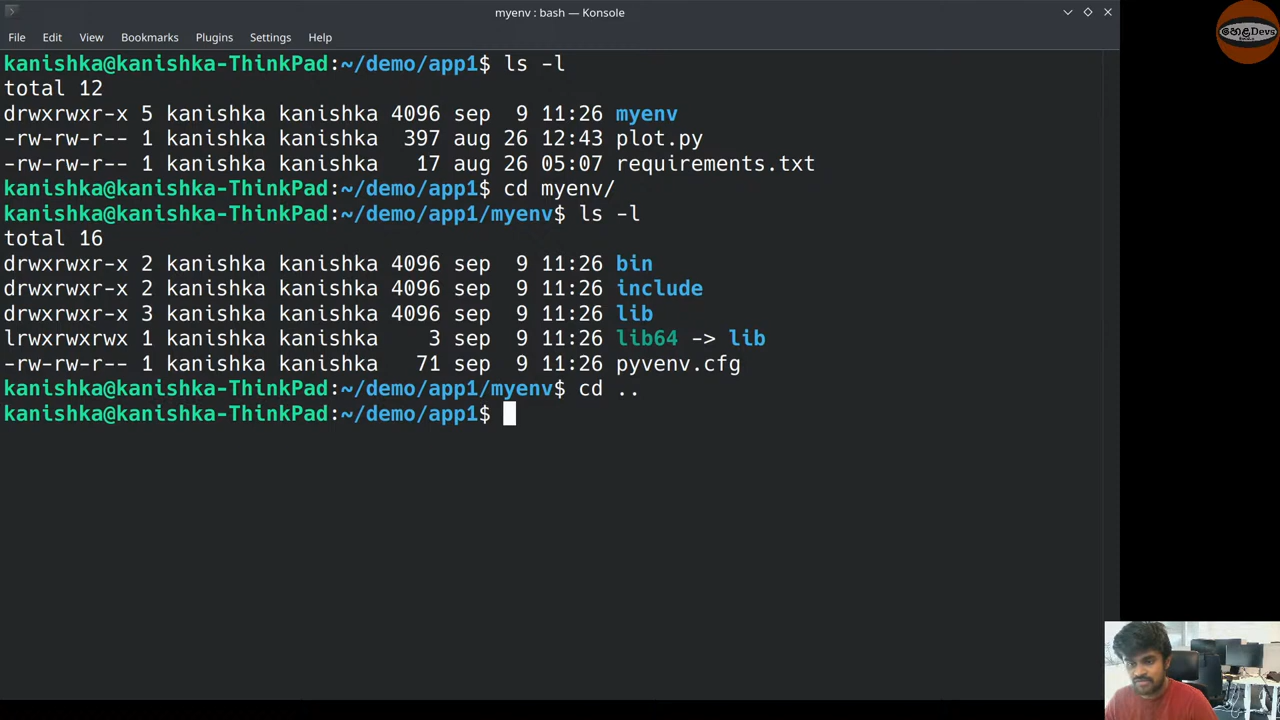 myenv : bash — Konsole
හෙළDevs
File Edit View Bookmarks Plugins Settings Help
kanishka@kanishka-ThinkPad:~/demo/app1$ ls -l
total 12
drwxrwxr-x 5 kanishka kanishka 4096 sep  9 11:26 myenv
-rw-rw-r-- 1 kanishka kanishka  397 aug 26 12:43 plot.py
-rw-rw-r-- 1 kanishka kanishka   17 aug 26 05:07 requirements.txt
kanishka@kanishka-ThinkPad:~/demo/app1$ cd myenv/
kanishka@kanishka-ThinkPad:~/demo/app1/myenv$ ls -l
total 16
drwxrwxr-x 2 kanishka kanishka 4096 sep  9 11:26 bin
drwxrwxr-x 2 kanishka kanishka 4096 sep  9 11:26 include
drwxrwxr-x 3 kanishka kanishka 4096 sep  9 11:26 lib
lrwxrwxrwx 1 kanishka kanishka    3 sep  9 11:26 lib64 -> lib
-rw-rw-r-- 1 kanishka kanishka   71 sep  9 11:26 pyvenv.cfg
kanishka@kanishka-ThinkPad:~/demo/app1/myenv$ cd ..
kanishka@kanishka-ThinkPad:~/demo/app1$